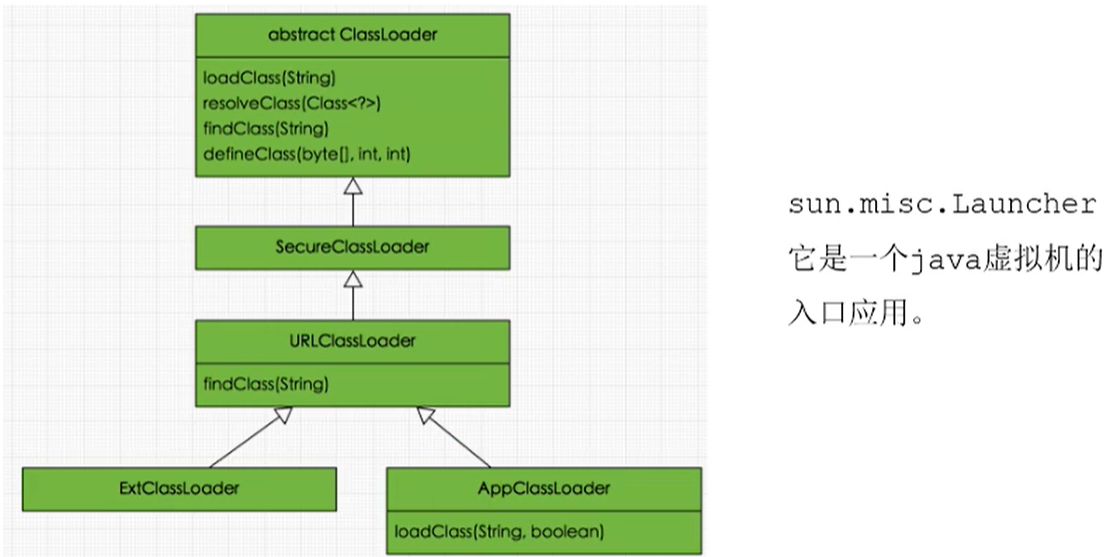 abstract ClassLoader
loadClass(String)
resolveClass(Class<?>)
findClass(String)
defineClass(byte[], int, int)
SecureClassLoader
URLClassLoader
findClass(String)
ExtClassLoader
AppClassLoader
loadClass(String, boolean)
sun.misc.Launcher
它是一个java虚拟机的
入口应用。